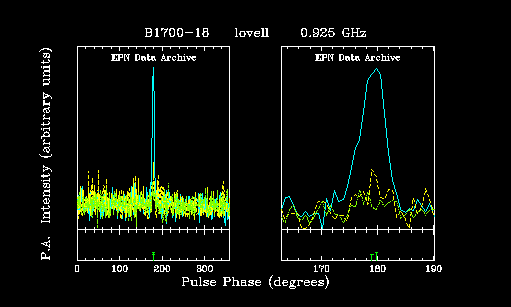 B1700-18 lovell 0.925 GHz
EPN Data Archive EPN Data Archive
Intensity (arbitrary units)
P.A.
0 100 200 300 170 180 190
Pulse Phase (degrees)